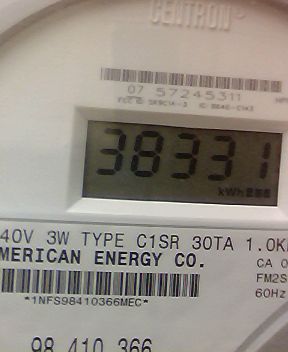 CENTRON®
07 57245311
38331
kWh
40V 3W TYPE C1SR 30TA 1.0K
MERICAN ENERGY CO.
CA 0
FM2S
60Hz
*1NFS98410366MEC*
98 410 366